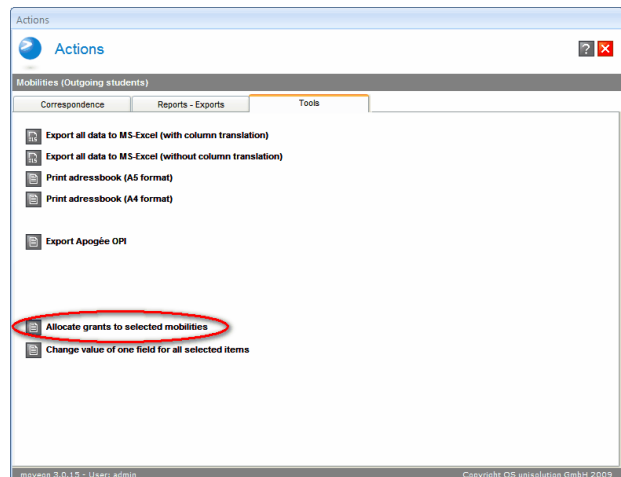 Actions
Actions
?
Mobilities (Outgoing students)
Correspondence Reports - Exports Tools
Export all data to MS-Excel (with column translation)
Export all data to MS-Excel (without column translation)
Print adressbook (A5 format)
Print adressbook (A4 format)
Export Apogée OPI
Allocate grants to selected mobilities
Change value of one field for all selected items
moveon 3.0.15 - User: admin Copyright QS unisolution GmbH 2009